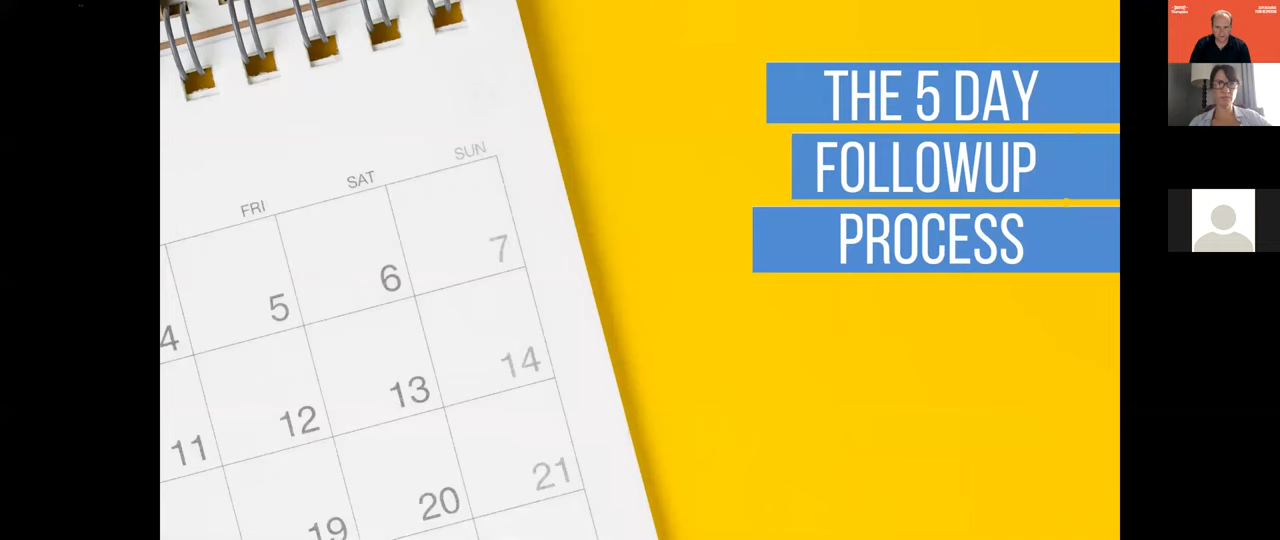 THE 5 DAY
FOLLOWUP
PROCESS
FRI SAT SUN
4 5 6 7
11 12 13 14
19 20 21